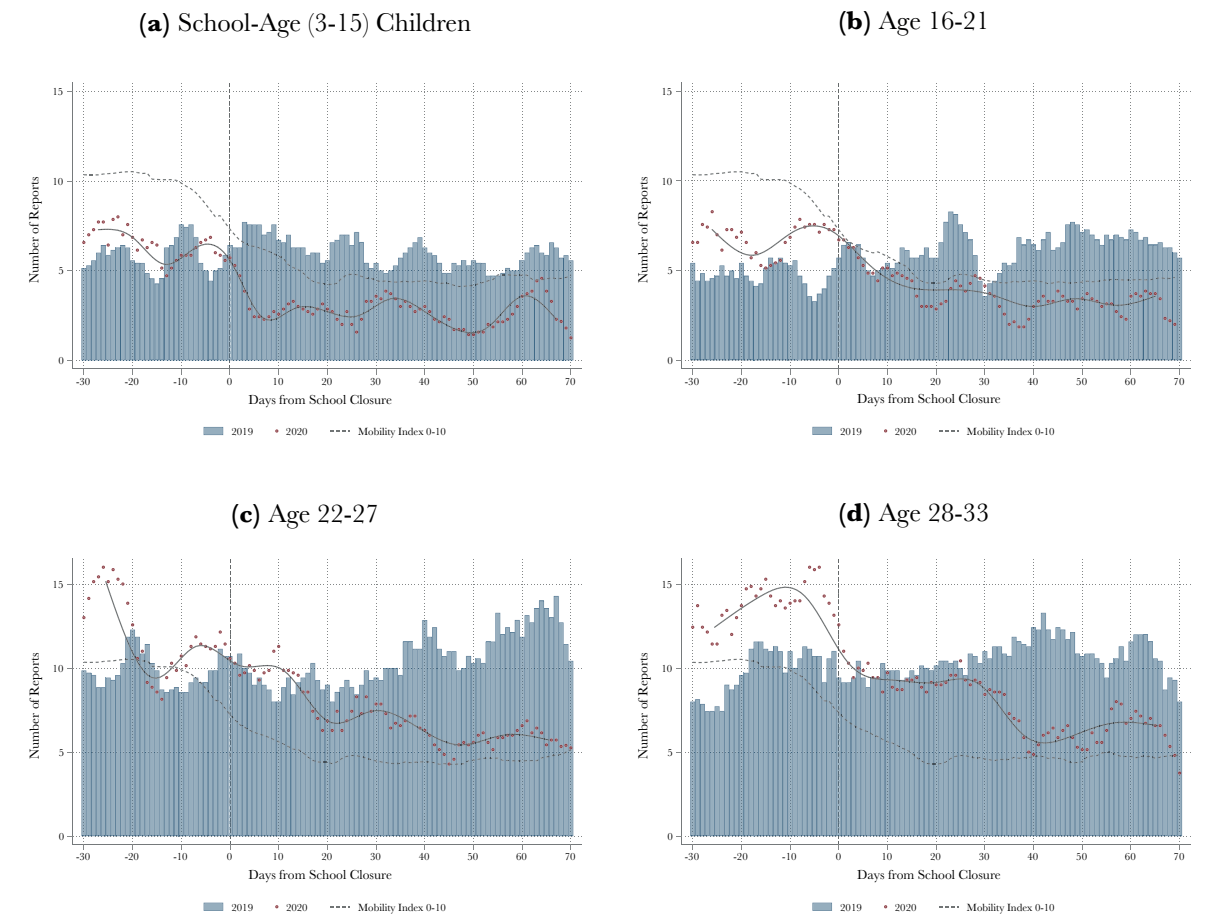 (a) School-Age (3-15) Children
15
10
5
0
Number of Reports
-30 -20 -10 0 10 20 30 40 50 60 70
Days from School Closure
2019 2020 Mobility Index 0-10
(b) Age 16-21
15
10
5
0
Number of Reports
-30 -20 -10 0 10 20 30 40 50 60 70
Days from School Closure
2019 2020 Mobility Index 0-10
(c) Age 22-27
15
10
5
0
Number of Reports
-30 -20 -10 0 10 20 30 40 50 60 70
Days from School Closure
2019 2020 Mobility Index 0-10
(d) Age 28-33
15
10
5
0
Number of Reports
-30 -20 -10 0 10 20 30 40 50 60 70
Days from School Closure
2019 2020 Mobility Index 0-10